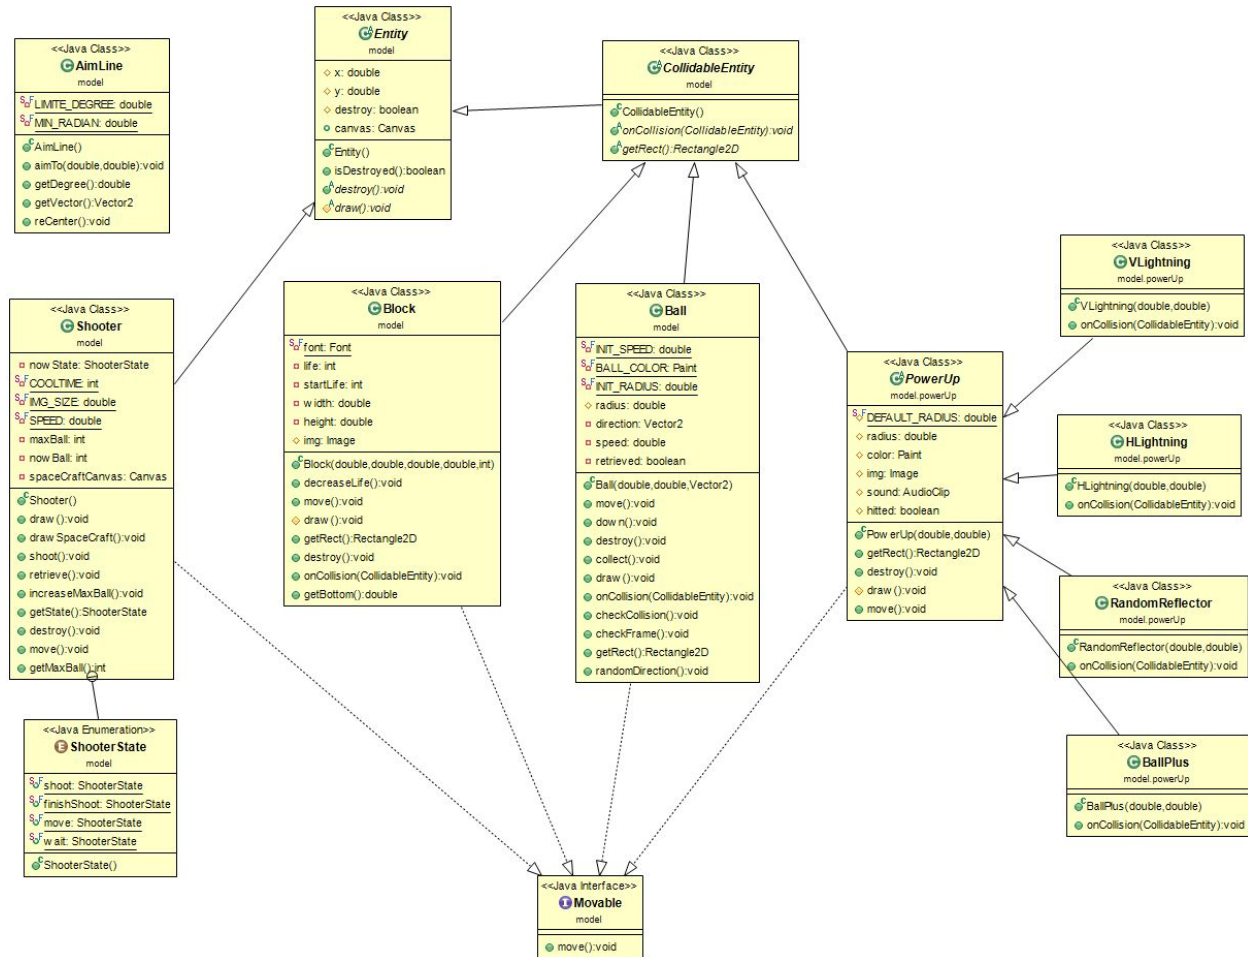 <<Java Class>>
AimLine
model
LIMITE_DEGREE: double
MIN_RADIAN: double
AimLine()
aimTo(double,double):void
getDegree():double
getVector():Vector2
reCenter():void
<<Java Class>>
Entity
model
x: double
y: double
destroy: boolean
canvas: Canvas
Entity()
isDestroyed():boolean
destroy():void
draw():void
<<Java Class>>
CollidableEntity
model
CollidableEntity()
onCollision(CollidableEntity):void
getRect():Rectangle2D
<<Java Class>>
Shooter
model
nowState: ShooterState
COOLTIME: int
IMG_SIZE: double
SPEED: double
maxBall: int
nowBall: int
spaceCraftCanvas: Canvas
Shooter()
draw():void
drawSpaceCraft():void
shoot():void
retrieve():void
increaseMaxBall():void
getState():ShooterState
destroy():void
move():void
getMaxBall():int
<<Java Class>>
Block
model
font: Font
life: int
startLife: int
width: double
height: double
img: Image
Block(double,double,double,double,int)
decreaseLife():void
move():void
draw():void
getRect():Rectangle2D
destroy():void
onCollision(CollidableEntity):void
getBottom():double
<<Java Class>>
Ball
model
INIT_SPEED: double
BALL_COLOR: Paint
INIT_RADIUS: double
radius: double
direction: Vector2
speed: double
retrieved: boolean
Ball(double,double,Vector2)
move():void
down():void
destroy():void
collect():void
draw():void
onCollision(CollidableEntity):void
checkCollision():void
checkFrame():void
getRect():Rectangle2D
randomDirection():void
<<Java Class>>
PowerUp
model.powerUp
DEFAULT_RADIUS: double
radius: double
color: Paint
img: Image
sound: AudioClip
hitted: boolean
PowerUp(double,double)
getRect():Rectangle2D
destroy():void
draw():void
move():void
<<Java Class>>
VLightning
model.powerUp
VLightning(double,double)
onCollision(CollidableEntity):void
<<Java Class>>
HLightning
model.powerUp
HLightning(double,double)
onCollision(CollidableEntity):void
<<Java Class>>
RandomReflector
model.powerUp
RandomReflector(double,double)
onCollision(CollidableEntity):void
<<Java Class>>
BallPlus
model.powerUp
BallPlus(double,double)
onCollision(CollidableEntity):void
<<Java Enumeration>>
ShooterState
model
shoot: ShooterState
finishShoot: ShooterState
move: ShooterState
wait: ShooterState
ShooterState()
<<Java Interface>>
Movable
model
move():void